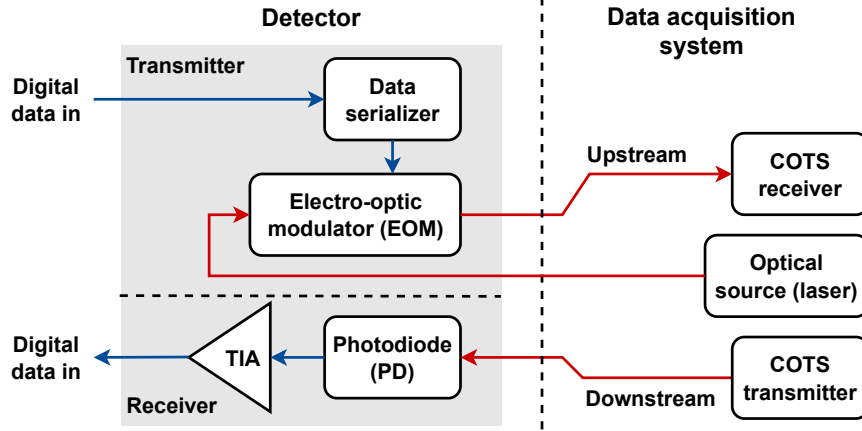 Detector
Data acquisition
system
Transmitter
Digital
data in
Data
serializer
Upstream
COTS
receiver
Electro-optic
modulator (EOM)
Optical
source (laser)
Digital
data in
TIA
Photodiode
(PD)
COTS
transmitter
Receiver
Downstream